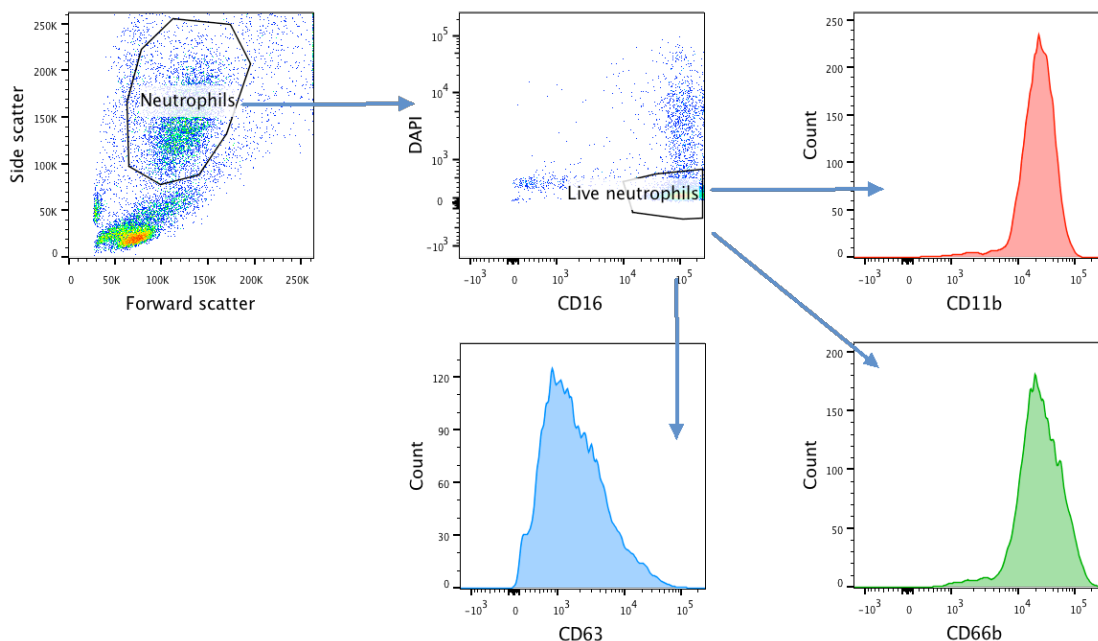 250K
200K
150K
100K
50K
0
Side scatter
Neutrophils
0
50K
100K
150K
200K
250K
Forward scatter
10⁵
10⁴
10³
0
-10³
DAPI
Live neutrophils
-10³
0
10³
10⁴
10⁵
CD16
250
200
150
100
50
0
Count
-10³
0
10³
10⁴
10⁵
CD11b
120
90
60
30
0
Count
-10³
0
10³
10⁴
10⁵
CD63
200
150
100
50
0
Count
-10³
0
10³
10⁴
10⁵
CD66b